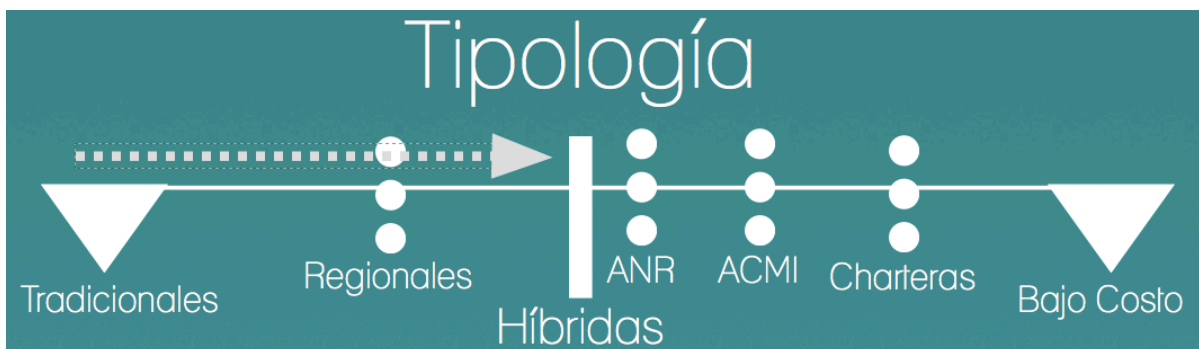 Tipología
Tradicionales
Regionales
Híbridas
ANR
ACMI
Charteras
Bajo Costo